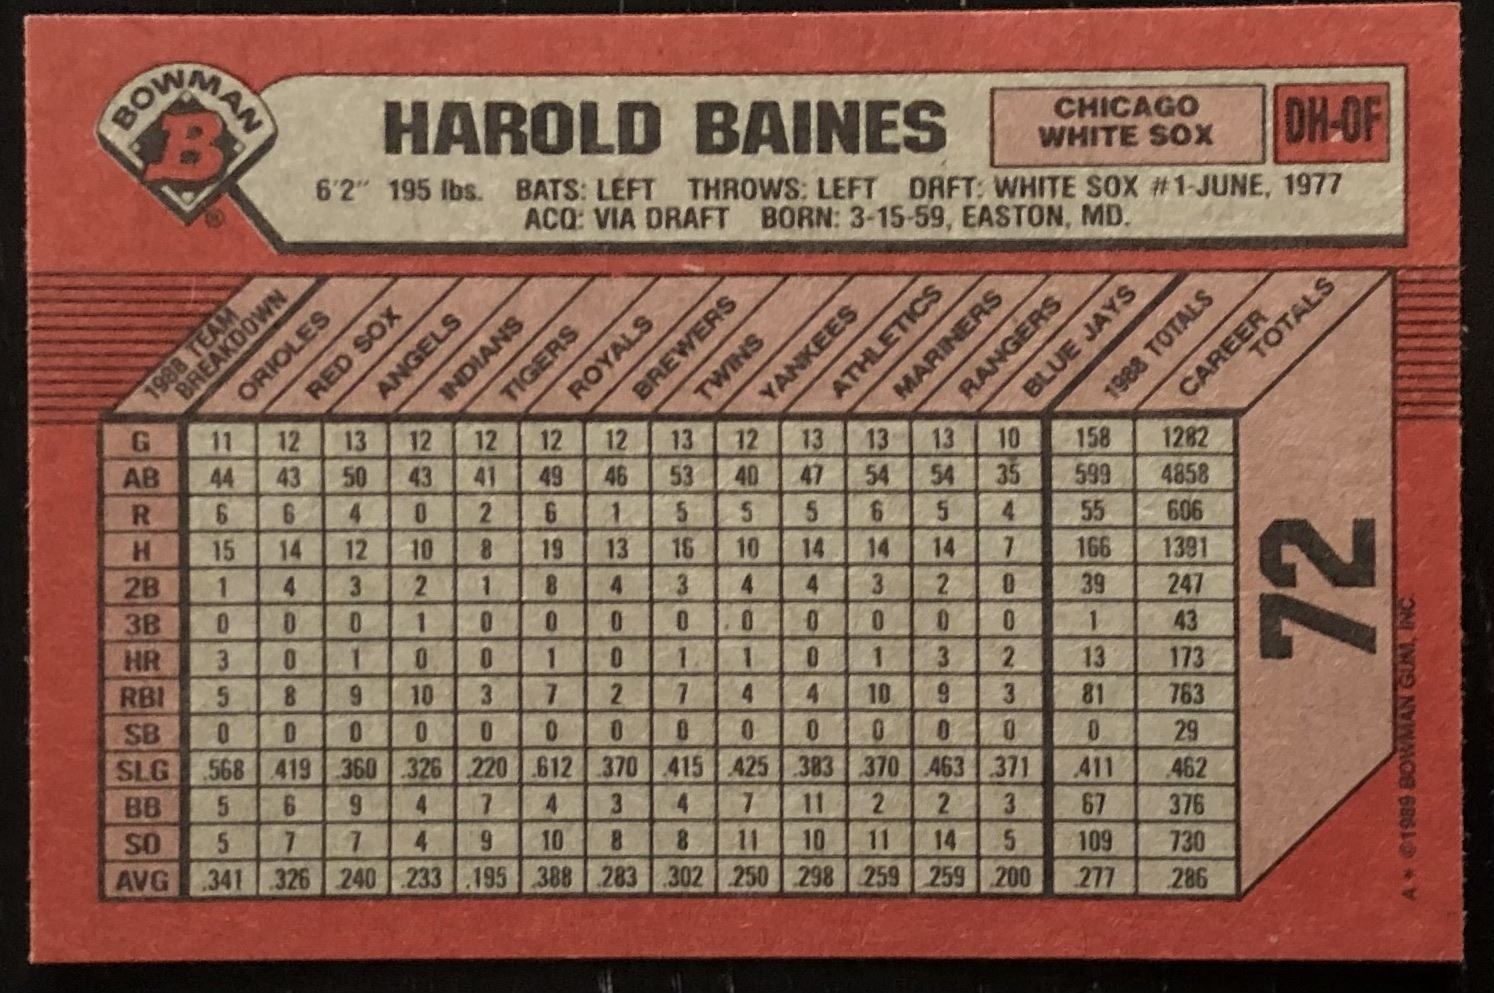 BOWMAN
B
®
HAROLD BAINES
CHICAGO
WHITE SOX
DH-OF
6'2" 195 lbs. BATS: LEFT THROWS: LEFT DRFT: WHITE SOX #1-JUNE, 1977
ACQ: VIA DRAFT BORN: 3-15-59, EASTON, MD.
1988 TEAM
BREAKDOWN
ORIOLES
RED SOX
ANGELS
INDIANS
TIGERS
ROYALS
BREWERS
TWINS
YANKEES
ATHLETICS
MARINERS
RANGERS
BLUE JAYS
1988 TOTALS
CAREER
TOTALS
G 11 12 13 12 12 12 12 13 12 13 13 13 10 158 1282
AB 44 43 50 43 41 49 46 53 40 47 54 54 35 599 4858
R 6 6 4 0 2 6 1 5 5 5 6 5 4 55 606
H 15 14 12 10 8 19 13 16 10 14 14 14 7 166 1391
2B 1 4 3 2 1 8 4 3 4 4 3 2 0 39 247
3B 0 0 0 1 0 0 0 0 0 0 0 0 0 1 43
HR 3 0 1 0 0 1 0 1 1 0 1 3 2 13 173
RBI 5 8 9 10 3 7 2 7 4 4 10 9 3 81 763
SB 0 0 0 0 0 0 0 0 0 0 0 0 0 0 29
SLG .568 .419 .360 .326 .220 .612 .370 .415 .425 .383 .370 .463 .371 .411 .462
BB 5 6 9 4 7 4 3 4 7 11 2 2 3 67 376
SO 5 7 7 4 9 10 8 8 11 10 11 14 5 109 730
AVG .341 .326 .240 .233 .195 .388 .283 .302 .250 .298 .259 .259 .200 .277 .286
72
A * ©1989 BOWMAN GUM, INC